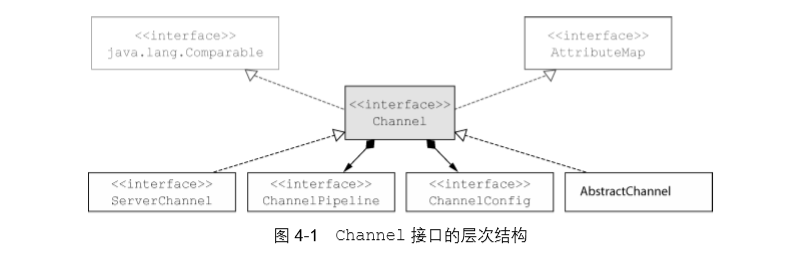 <<interface>>
java.lang.Comparable
<<interface>>
AttributeMap
<<interface>>
Channel
<<interface>>
ServerChannel
<<interface>>
ChannelPipeline
<<interface>>
ChannelConfig
AbstractChannel
图 4-1 Channel 接口的层次结构